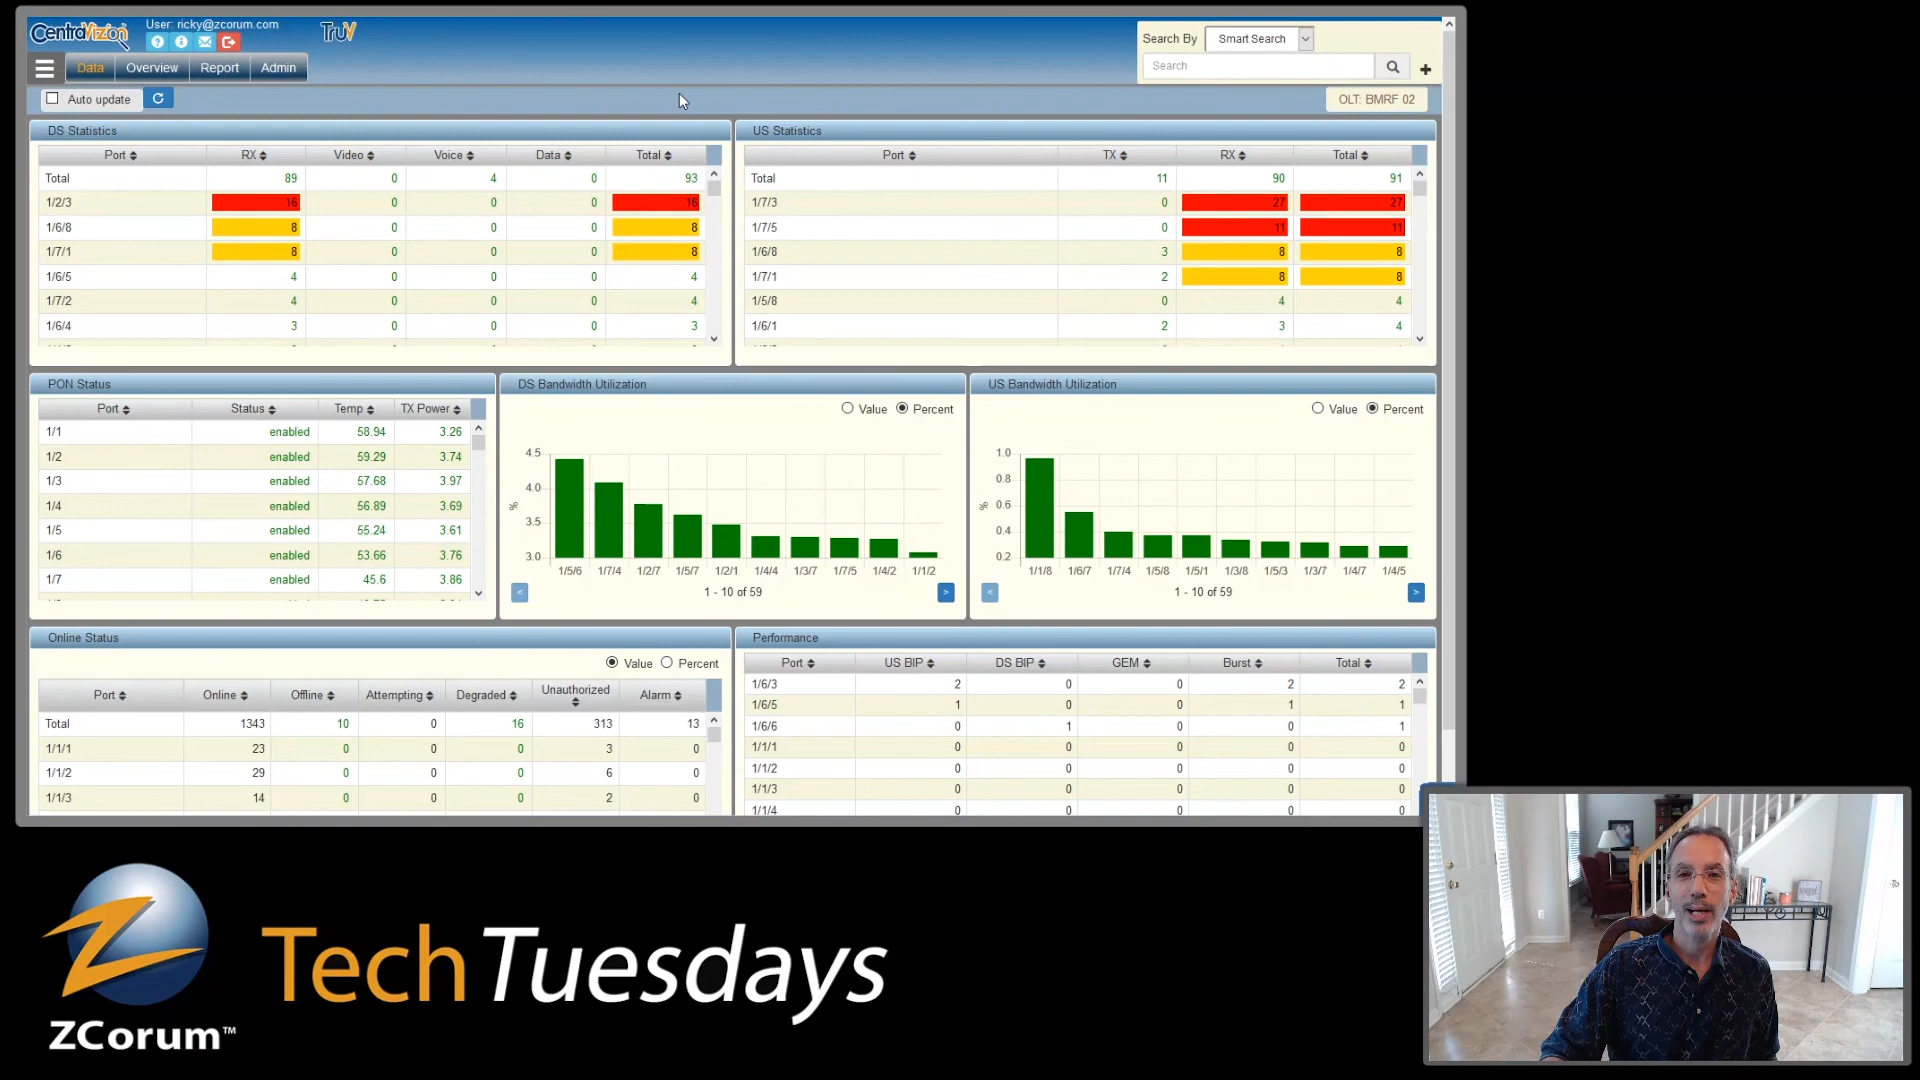 CentraVizion
User: ricky@zcorum.com
TruV
Search By Smart Search
Search
Data Overview Report Admin
Auto update
OLT: BMRF 02
DS Statistics
Port RX Video Voice Data Total
Total 89 0 4 0 93
1/2/3 16 0 0 0 16
1/6/8 8 0 0 0 8
1/7/1 8 0 0 0 8
1/6/5 4 0 0 0 4
1/7/2 4 0 0 0 4
1/6/4 3 0 0 0 3
US Statistics
Port TX RX Total
Total 11 90 91
1/7/3 0 27 27
1/7/5 0 11 11
1/6/8 3 8 8
1/7/1 2 8 8
1/5/8 0 4 4
1/6/1 2 3 4
PON Status
Port Status Temp TX Power
1/1 enabled 58.94 3.26
1/2 enabled 59.29 3.74
1/3 enabled 57.68 3.97
1/4 enabled 56.89 3.69
1/5 enabled 55.24 3.61
1/6 enabled 53.66 3.76
1/7 enabled 45.6 3.86
DS Bandwidth Utilization
Value Percent
4.5
4.0
%
3.5
3.0
1/5/6 1/7/4 1/2/7 1/5/7 1/2/1 1/4/4 1/3/7 1/7/5 1/4/2 1/1/2
< 1 - 10 of 59 >
US Bandwidth Utilization
Value Percent
1.0
0.8
%
0.6
0.4
0.2
1/1/8 1/6/7 1/7/4 1/5/8 1/5/1 1/3/8 1/5/3 1/3/7 1/4/7 1/4/5
< 1 - 10 of 59 >
Online Status
Value Percent
Port Online Offline Attempting Degraded Unauthorized Alarm
Total 1343 10 0 16 313 13
1/1/1 23 0 0 0 3 0
1/1/2 29 0 0 0 6 0
1/1/3 14 0 0 0 2 0
Performance
Port US BIP DS BIP GEM Burst Total
1/6/3 2 0 0 2 2
1/6/5 1 0 0 1 1
1/6/6 0 1 0 0 1
1/1/1 0 0 0 0 0
1/1/2 0 0 0 0 0
1/1/3 0 0 0 0 0
1/1/4 0 0 0 0 0
Z
ZCorum™
TechTuesdays